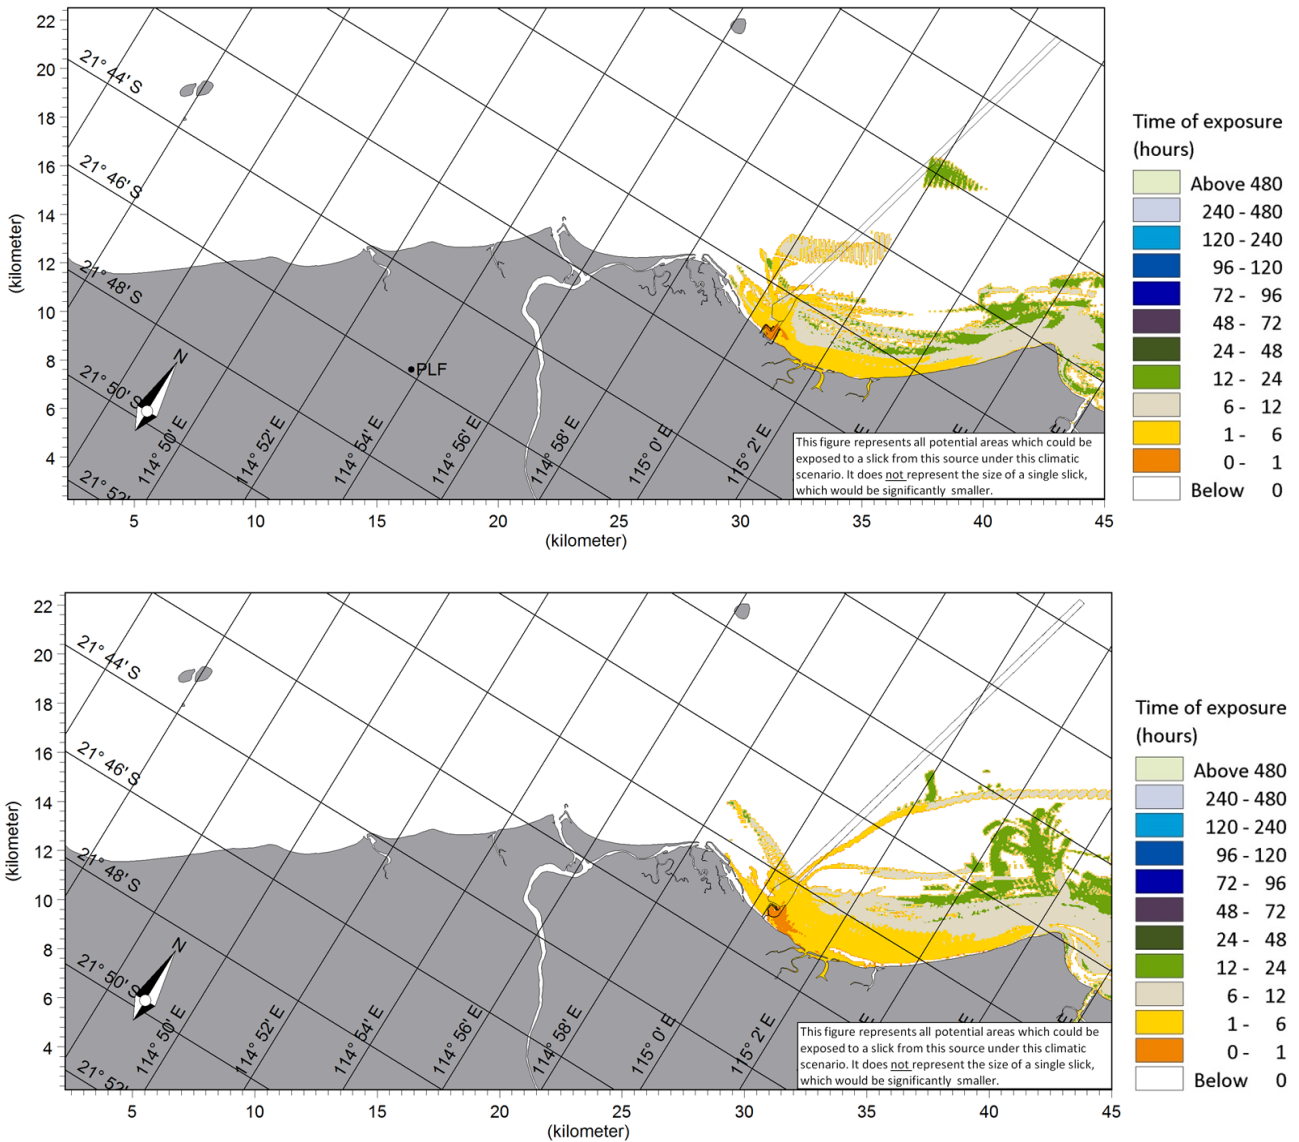 22
20
18
16
14
12
10
8
6
4
(kilometer)
21° 44' S
21° 46' S
21° 48' S
21° 50' S
21° 52'
N
PLF
114° 50' E
114° 52' E
114° 54' E
114° 56' E
114° 58' E
115° 0' E
115° 2' E
E
This figure represents all potential areas which could be
exposed to a slick from this source under this climatic
scenario. It does not represent the size of a single slick,
which would be significantly smaller.
5 10 15 20 25 30 35 40 45
(kilometer)
Time of exposure
(hours)
Above 480
240 - 480
120 - 240
96 - 120
72 - 96
48 - 72
24 - 48
12 - 24
6 - 12
1 - 6
0 - 1
Below 0
22
20
18
16
14
12
10
8
6
4
(kilometer)
21° 44' S
21° 46' S
21° 48' S
21° 50' S
21° 52'
N
114° 50' E
114° 52' E
114° 54' E
114° 56' E
114° 58' E
115° 0' E
115° 2' E
E
This figure represents all potential areas which could be
exposed to a slick from this source under this climatic
scenario. It does not represent the size of a single slick,
which would be significantly smaller.
5 10 15 20 25 30 35 40 45
(kilometer)
Time of exposure
(hours)
Above 480
240 - 480
120 - 240
96 - 120
72 - 96
48 - 72
24 - 48
12 - 24
6 - 12
1 - 6
0 - 1
Below 0